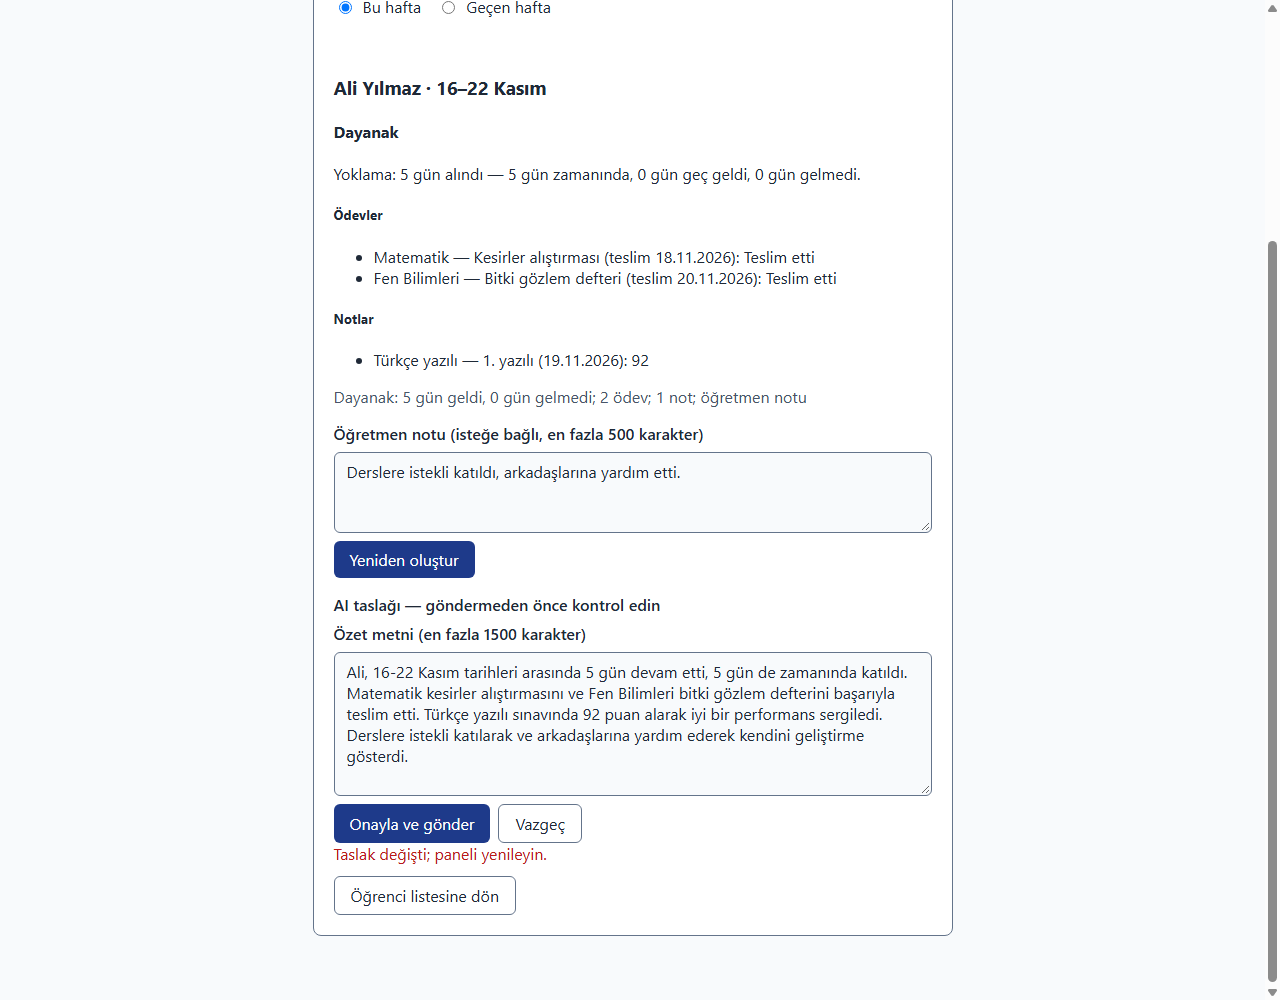 Bu hafta Geçen hafta
Ali Yılmaz · 16–22 Kasım
Dayanak
Yoklama: 5 gün alındı — 5 gün zamanında, 0 gün geç geldi, 0 gün gelmedi.
Ödevler
Matematik — Kesirler alıştırması (teslim 18.11.2026): Teslim etti
Fen Bilimleri — Bitki gözlem defteri (teslim 20.11.2026): Teslim etti
Notlar
Türkçe yazılı — 1. yazılı (19.11.2026): 92
Dayanak: 5 gün geldi, 0 gün gelmedi; 2 ödev; 1 not; öğretmen notu
Öğretmen notu (isteğe bağlı, en fazla 500 karakter)
Derslere istekli katıldı, arkadaşlarına yardım etti.
Yeniden oluştur
AI taslağı — göndermeden önce kontrol edin
Özet metni (en fazla 1500 karakter)
Ali, 16-22 Kasım tarihleri arasında 5 gün devam etti, 5 gün de zamanında katıldı.
Matematik kesirler alıştırmasını ve Fen Bilimleri bitki gözlem defterini başarıyla
teslim etti. Türkçe yazılı sınavında 92 puan alarak iyi bir performans sergiledi.
Derslere istekli katılarak ve arkadaşlarına yardım ederek kendini geliştirme
gösterdi.
Onayla ve gönder Vazgeç
Taslak değişti; paneli yenileyin.
Öğrenci listesine dön